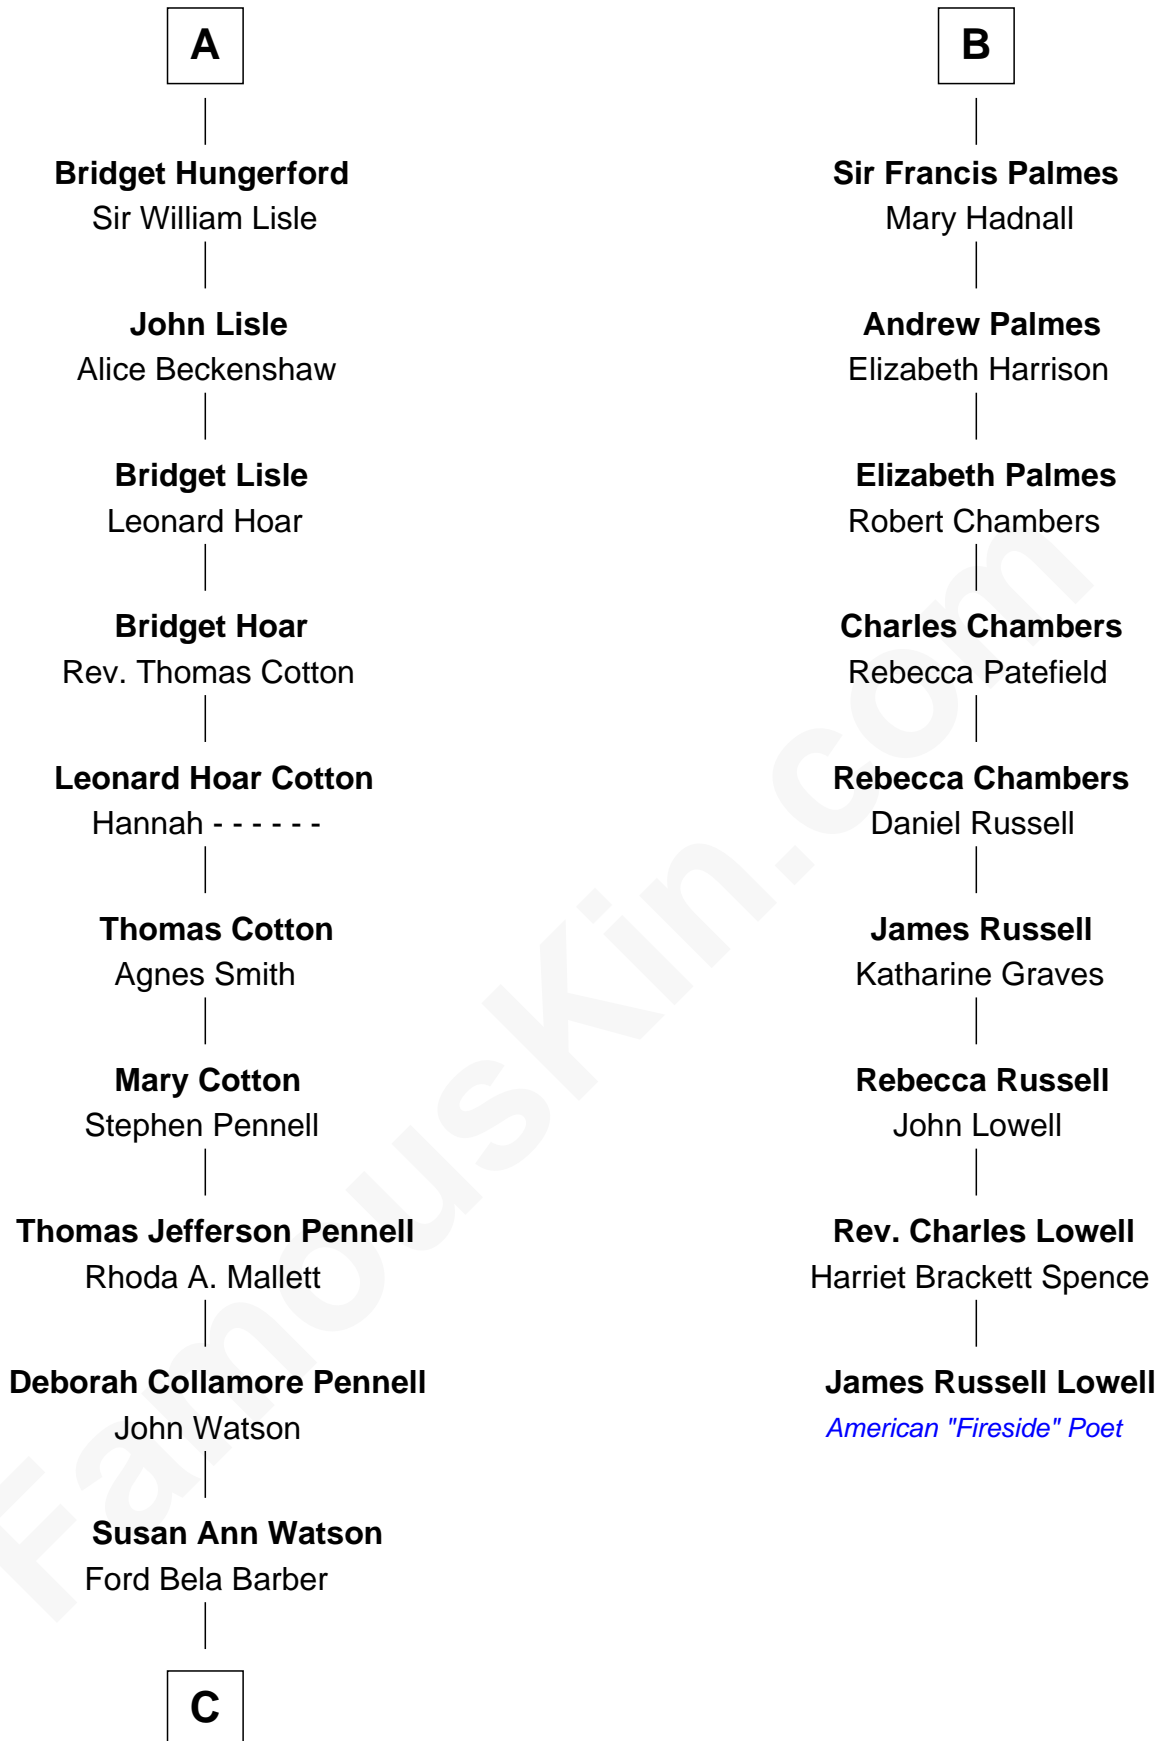 A
Bridget Hungerford
Sir William Lisle
John Lisle
Alice Beckenshaw
Bridget Lisle
Leonard Hoar
Bridget Hoar
Rev. Thomas Cotton
Leonard Hoar Cotton
Hannah - - - - - -
Thomas Cotton
Agnes Smith
Mary Cotton
Stephen Pennell
Thomas Jefferson Pennell
Rhoda A. Mallett
Deborah Collamore Pennell
John Watson
Susan Ann Watson
Ford Bela Barber
C
B
Sir Francis Palmes
Mary Hadnall
Andrew Palmes
Elizabeth Harrison
Elizabeth Palmes
Robert Chambers
Charles Chambers
Rebecca Patefield
Rebecca Chambers
Daniel Russell
James Russell
Katharine Graves
Rebecca Russell
John Lowell
Rev. Charles Lowell
Harriet Brackett Spence
James Russell Lowell
American "Fireside" Poet
FamousKin.com